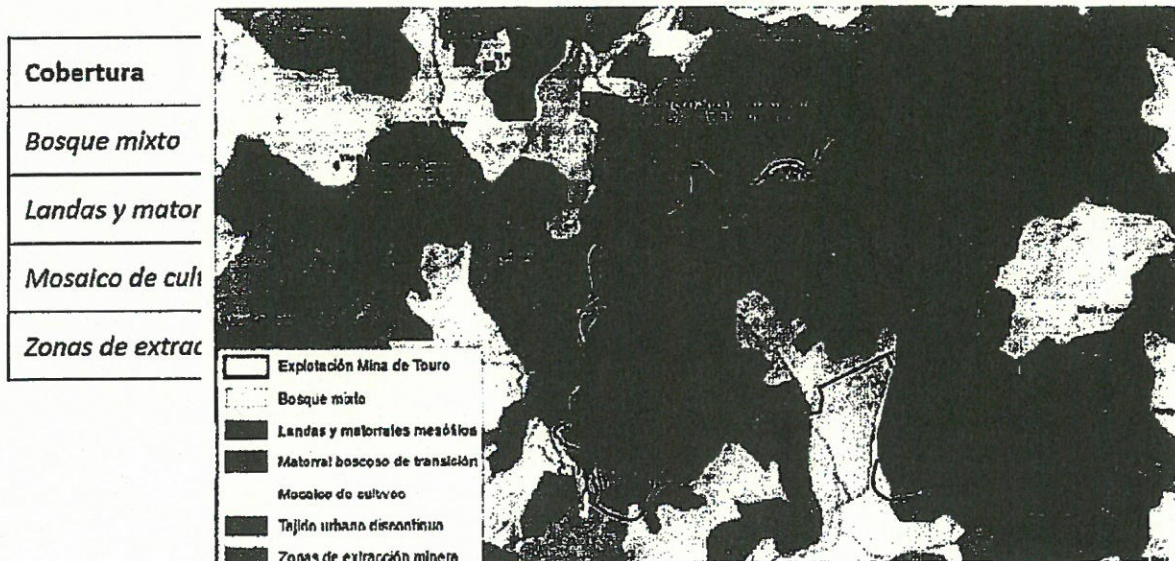 Cobertura
Bosque mixto
Landas y mator
Mosaico de cult
Zonas de extrac
Explotación Mina de Touro
Bosque mixto
Landas y matorrales mesófilos
Matorral boscoso de transición
Mosaico de cultivos
Tejido urbano discontinuo
Zonas de extracción minera